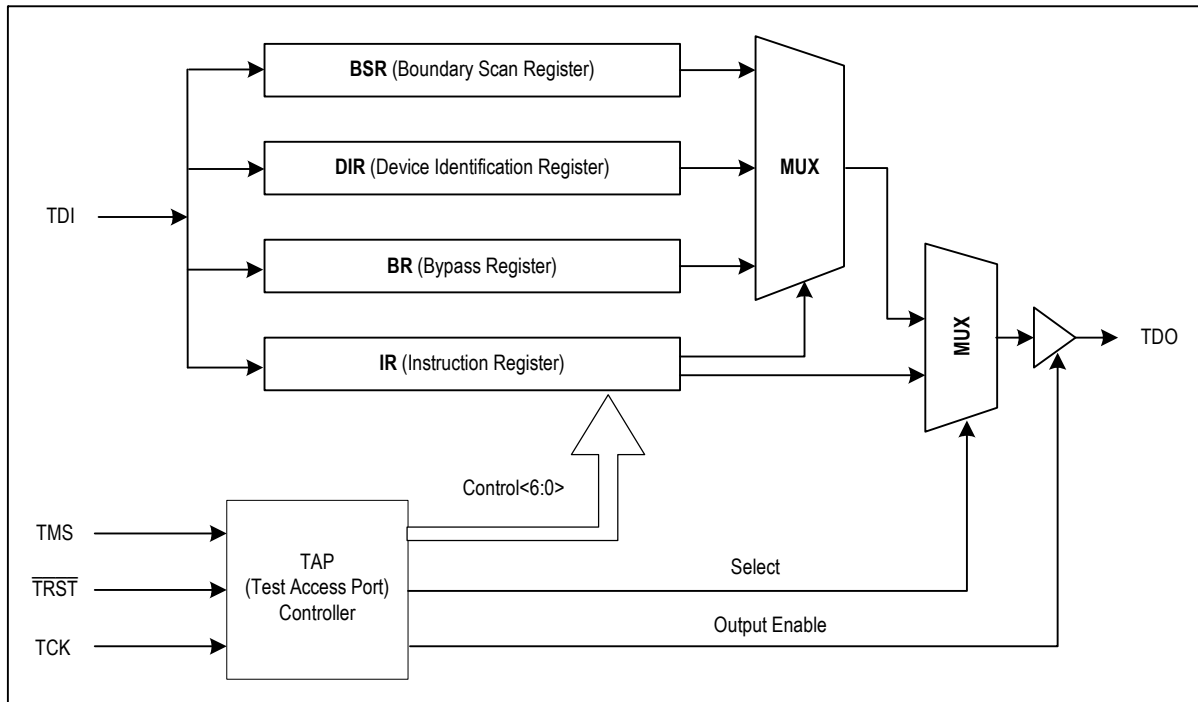 BSR (Boundary Scan Register)
DIR (Device Identification Register)
MUX
TDI
BR (Bypass Register)
MUX
TDO
IR (Instruction Register)
Control<6:0>
TMS
TAP
(Test Access Port)
Controller
TRST
Select
TCK
Output Enable